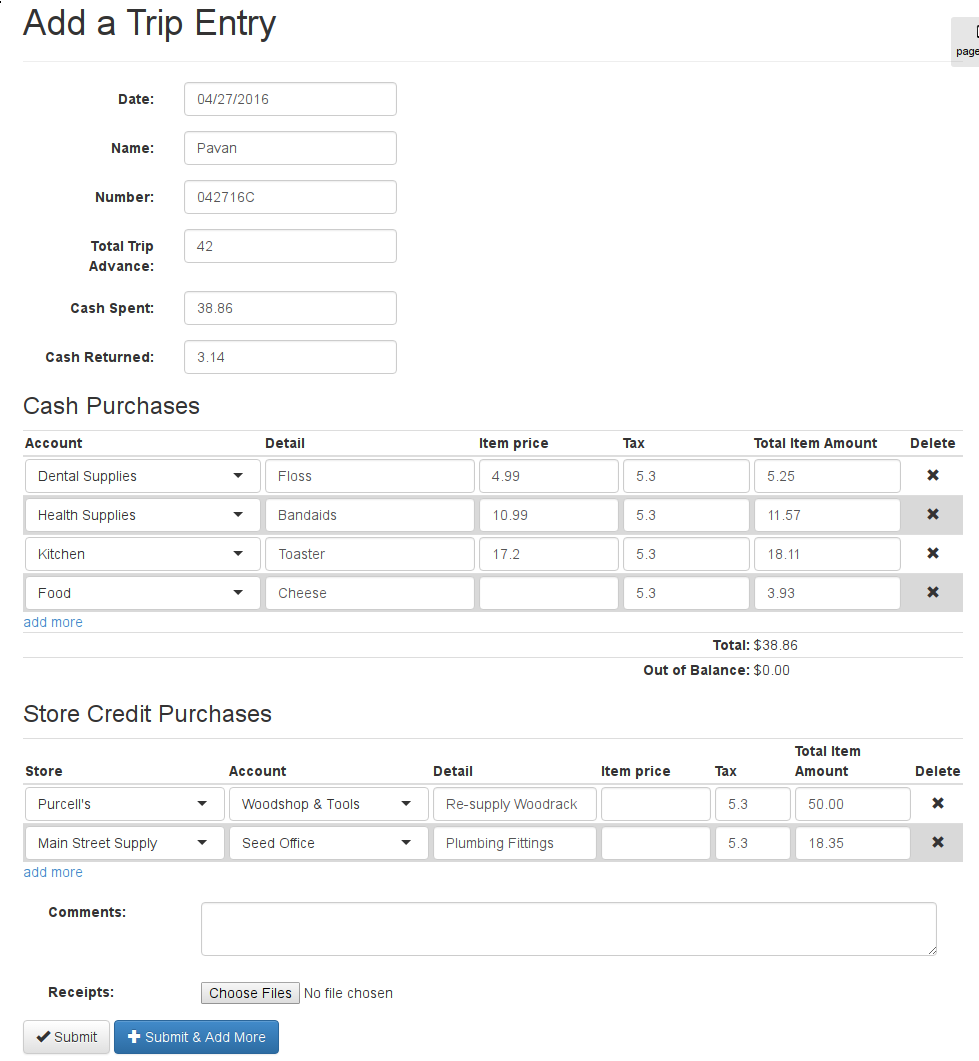 Add a Trip Entry
page
Date: 04/27/2016
Name: Pavan
Number: 042716C
Total Trip Advance: 42
Cash Spent: 38.86
Cash Returned: 3.14
Cash Purchases
Account Detail Item price Tax Total Item Amount Delete
Dental Supplies Floss 4.99 5.3 5.25
Health Supplies Bandaids 10.99 5.3 11.57
Kitchen Toaster 17.2 5.3 18.11
Food Cheese 5.3 3.93
add more
Total: $38.86
Out of Balance: $0.00
Store Credit Purchases
Store Account Detail Item price Tax Total Item Amount Delete
Purcell's Woodshop & Tools Re-supply Woodrack 5.3 50.00
Main Street Supply Seed Office Plumbing Fittings 5.3 18.35
add more
Comments:
Receipts: Choose Files No file chosen
Submit Submit & Add More